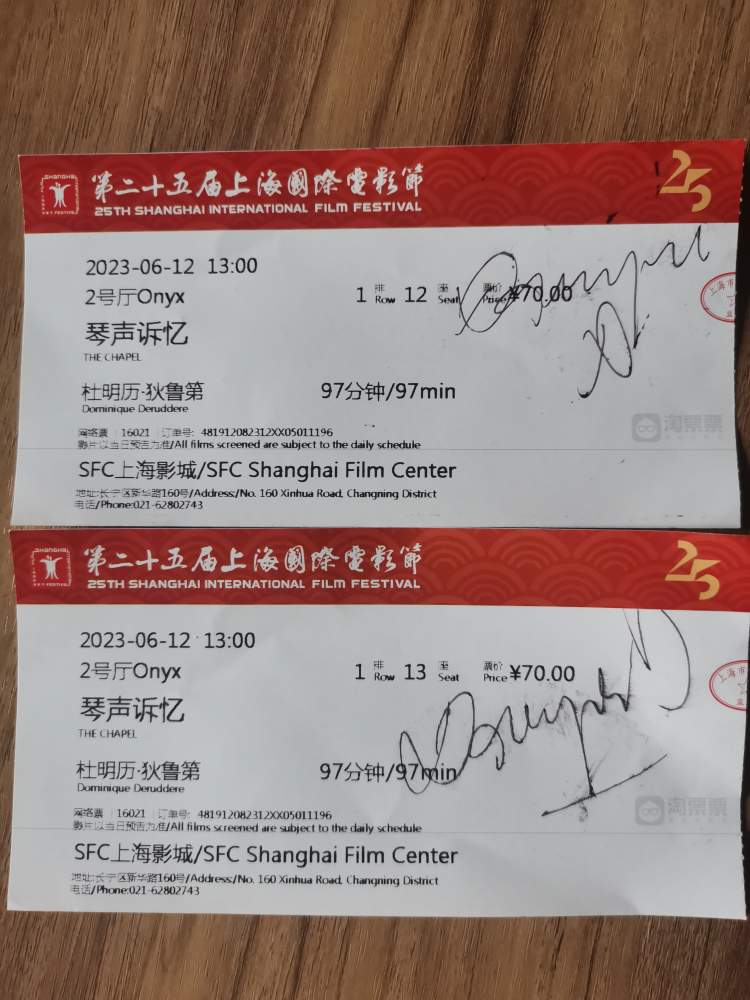 第二十五届上海國際電影節
25TH SHANGHAI INTERNATIONAL FILM FESTIVAL
25
2023-06-12 13:00
2号厅Onyx
1 排 Row 12 座 Seat 票价 Price ¥70.00
琴声诉忆
THE CHAPEL
杜明历·狄鲁第 97分钟/97min
Dominique Deruddere
网络票 16021 订单号: 481912082312XX05011196
影片以当日预告为准/All films screened are subject to the daily schedule
淘票票
SFC上海影城/SFC Shanghai Film Center
地址:长宁区新华路160号/Address:/No. 160 Xinhua Road, Changning District
电话/Phone:021-62802743
第二十五届上海國際電影節
25TH SHANGHAI INTERNATIONAL FILM FESTIVAL
25
2023-06-12 13:00
2号厅Onyx
1 排 Row 13 座 Seat 票价 Price ¥70.00
琴声诉忆
THE CHAPEL
杜明历·狄鲁第 97分钟/97min
Dominique Deruddere
网络票 16021 订单号: 481912082312XX05011196
影片以当日预告为准/All films screened are subject to the daily schedule
淘票票
SFC上海影城/SFC Shanghai Film Center
地址:长宁区新华路160号/Address:/No. 160 Xinhua Road, Changning District
电话/Phone:021-62802743